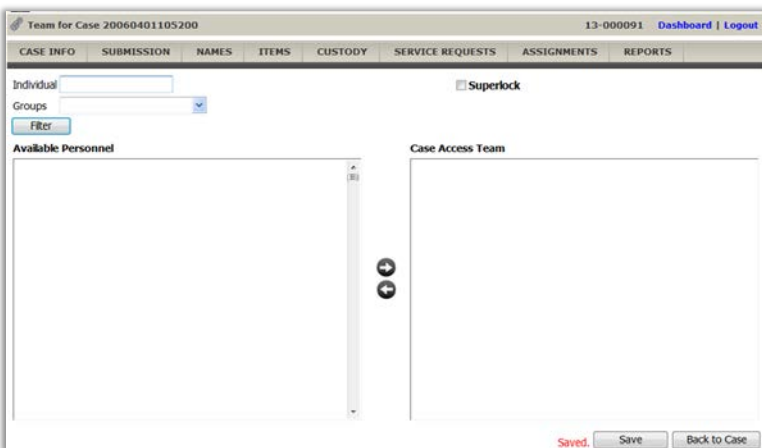 Team for Case 20060401105200 13-000091 Dashboard | Logout
CASE INFO SUBMISSION NAMES ITEMS CUSTODY SERVICE REQUESTS ASSIGNMENTS REPORTS
Individual Superlock
Groups
Filter
Available Personnel Case Access Team
Saved. Save Back to Case